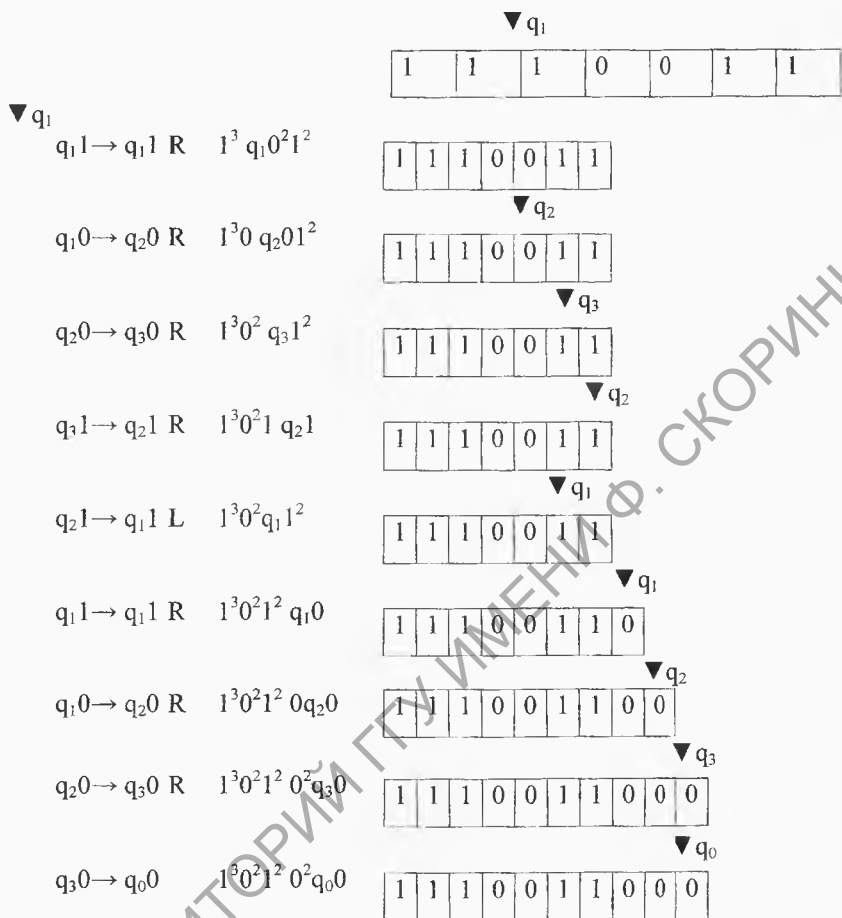 ▼ q₁
1 1 1 0 0 1 1
▼ q₁
q₁1→ q₁1 R 1³ q₁0²1² 1 1 1 0 0 1 1
▼ q₂
q₁0→ q₂0 R 1³0 q₂01² 1 1 1 0 0 1 1
▼ q₃
q₂0→ q₃0 R 1³0² q₃1² 1 1 1 0 0 1 1
▼ q₂
q₃1→ q₂1 R 1³0²1 q₂1 1 1 1 0 0 1 1
▼ q₁
q₂1→ q₁1 L 1³0²q₁1² 1 1 1 0 0 1 1
▼ q₁
q₁1→ q₁1 R 1³0²1² q₁0 1 1 1 0 0 1 1 0
▼ q₂
q₁0→ q₂0 R 1³0²1² 0q₂0 1 1 1 0 0 1 1 0 0
▼ q₃
q₂0→ q₃0 R 1³0²1² 0²q₃0 1 1 1 0 0 1 1 0 0 0
▼ q₀
q₃0→ q₀0 1³0²1² 0²q₀0 1 1 1 0 0 1 1 0 0 0
ГГУ ИМЕНИ Ф.